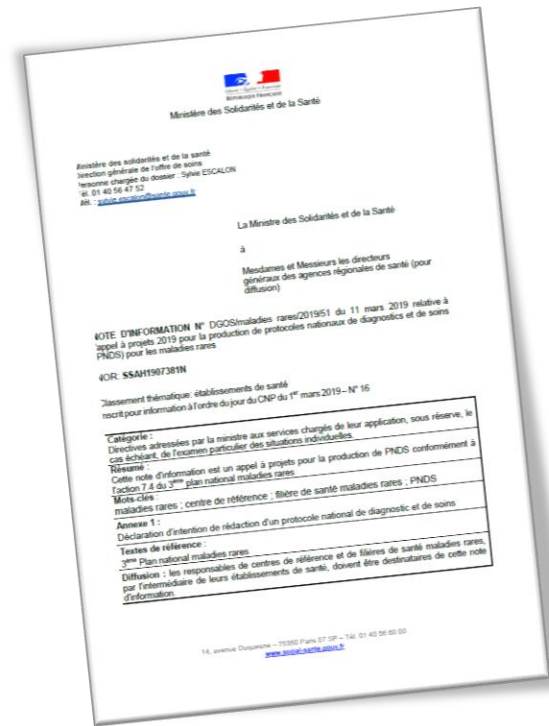 Liberté • Égalité • Fraternité
RÉPUBLIQUE FRANÇAISE
Ministère des Solidarités et de la Santé
Ministère des solidarités et de la santé
Direction générale de l'offre de soins
Personne chargée du dossier : Sylvie ESCALON
Tél. 01 40 56 47 52
Mél. : sylvie.escalon@sante.gouv.fr
La Ministre des Solidarités et de la Santé
à
Mesdames et Messieurs les directeurs
généraux des agences régionales de santé (pour
diffusion)
NOTE D'INFORMATION N° DGOS/maladies rares/2019/51 du 11 mars 2019 relative à
l'appel à projets 2019 pour la production de protocoles nationaux de diagnostics et de soins
(PNDS) pour les maladies rares
NOR: SSAH1907381N
Classement thématique: établissements de santé
Inscrit pour information à l'ordre du jour du CNP du 1er mars 2019 – N° 16
Catégorie :
Directives adressées par la ministre aux services chargés de leur application, sous réserve, le
cas échéant, de l'examen particulier des situations individuelles.
Résumé :
Cette note d'information est un appel à projets pour la production de PNDS conformément à
l'action 7.4 du 3ème plan national maladies rares
Mots-clés :
maladies rares ; centre de référence ; filière de santé maladies rares ; PNDS
Annexe 1 :
Déclaration d'intention de rédaction d'un protocole national de diagnostic et de soins
Textes de référence :
3ème Plan national maladies rares
Diffusion : les responsables de centres de référence et de filières de santé maladies rares,
par l'intermédiaire de leurs établissements de santé, doivent être destinataires de cette note
d'information.
14, avenue Duquesne – 75350 Paris 07 SP – Tél. 01 40 56 60 00
www.social-sante.gouv.fr